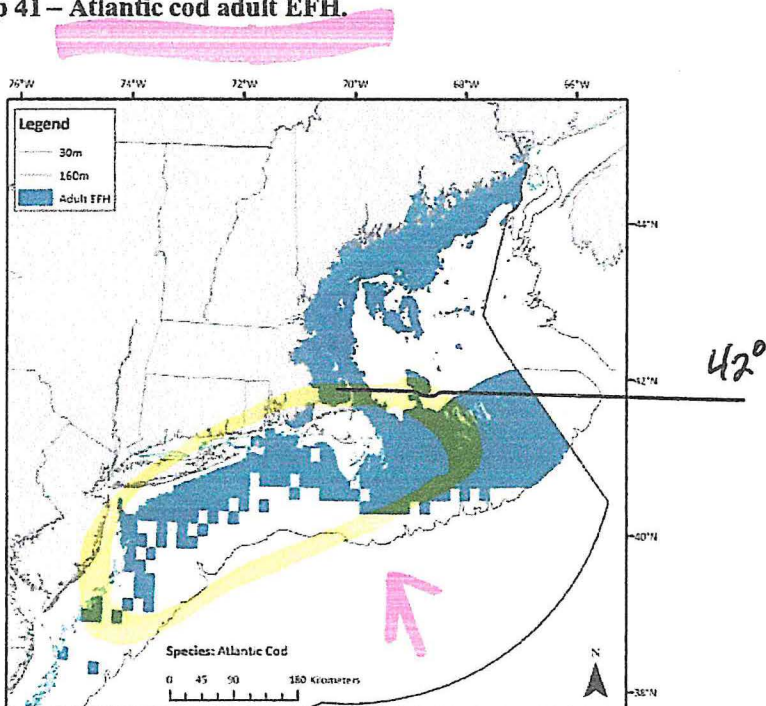 41 – Atlantic cod adult EFH.
76°W 74°W 72°W 70°W 68°W 66°W
Legend
30m
160m
Adult EFH
44°N
42°N
42°
40°N
Species: Atlantic Cod
0 45 90 180 Kilometers
N
38°N